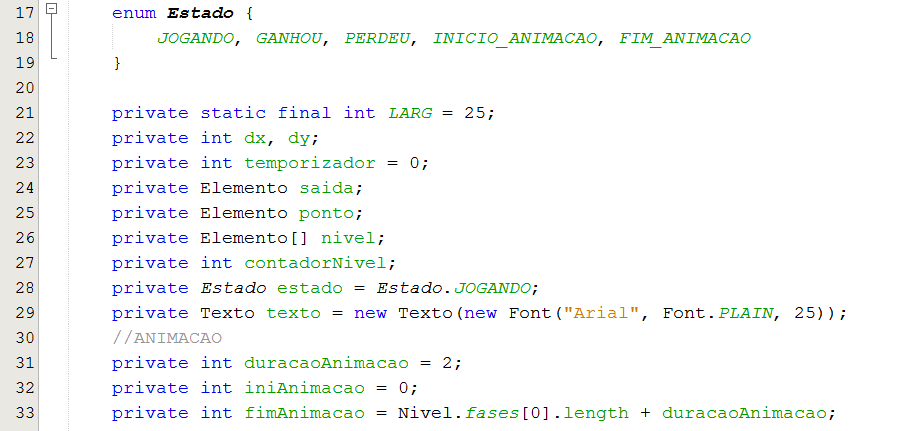 17 enum Estado {
18 JOGANDO, GANHOU, PERDEU, INICIO_ANIMACAO, FIM_ANIMACAO
19 }
20
21 private static final int LARG = 25;
22 private int dx, dy;
23 private int temporizador = 0;
24 private Elemento saida;
25 private Elemento ponto;
26 private Elemento[] nivel;
27 private int contadorNivel;
28 private Estado estado = Estado.JOGANDO;
29 private Texto texto = new Texto(new Font("Arial", Font.PLAIN, 25));
30 //ANIMACAO
31 private int duracaoAnimacao = 2;
32 private int iniAnimacao = 0;
33 private int fimAnimacao = Nivel.fases[0].length + duracaoAnimacao;